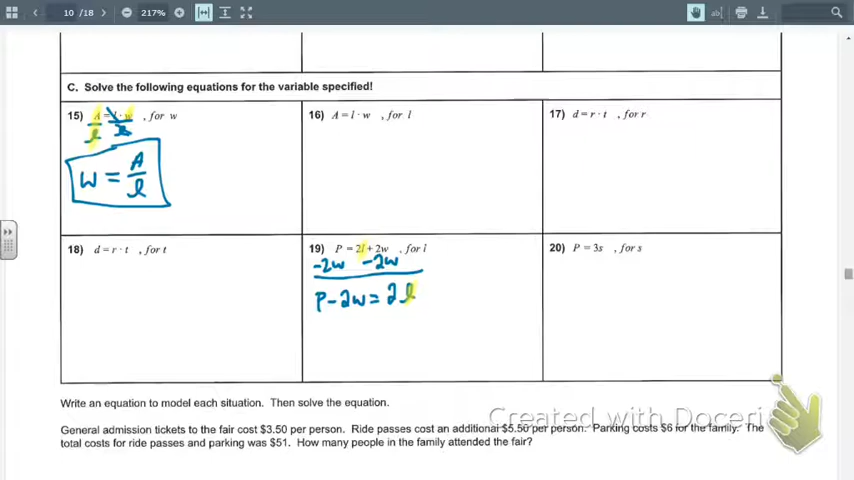 10 /18
217%
C. Solve the following equations for the variable specified!
15) A = l · w , for w
l l
w = A
l
16) A = l · w , for l
17) d = r · t , for r
18) d = r · t , for t
19) P = 2l + 2w , for l
-2w -2w
P - 2w = 2l
20) P = 3s , for s
Write an equation to model each situation. Then solve the equation.
General admission tickets to the fair cost $3.50 per person. Ride passes cost an additional $5.50 per person. Parking costs $6 for the family. The
total costs for ride passes and parking was $51. How many people in the family attended the fair?
Created with Doceri